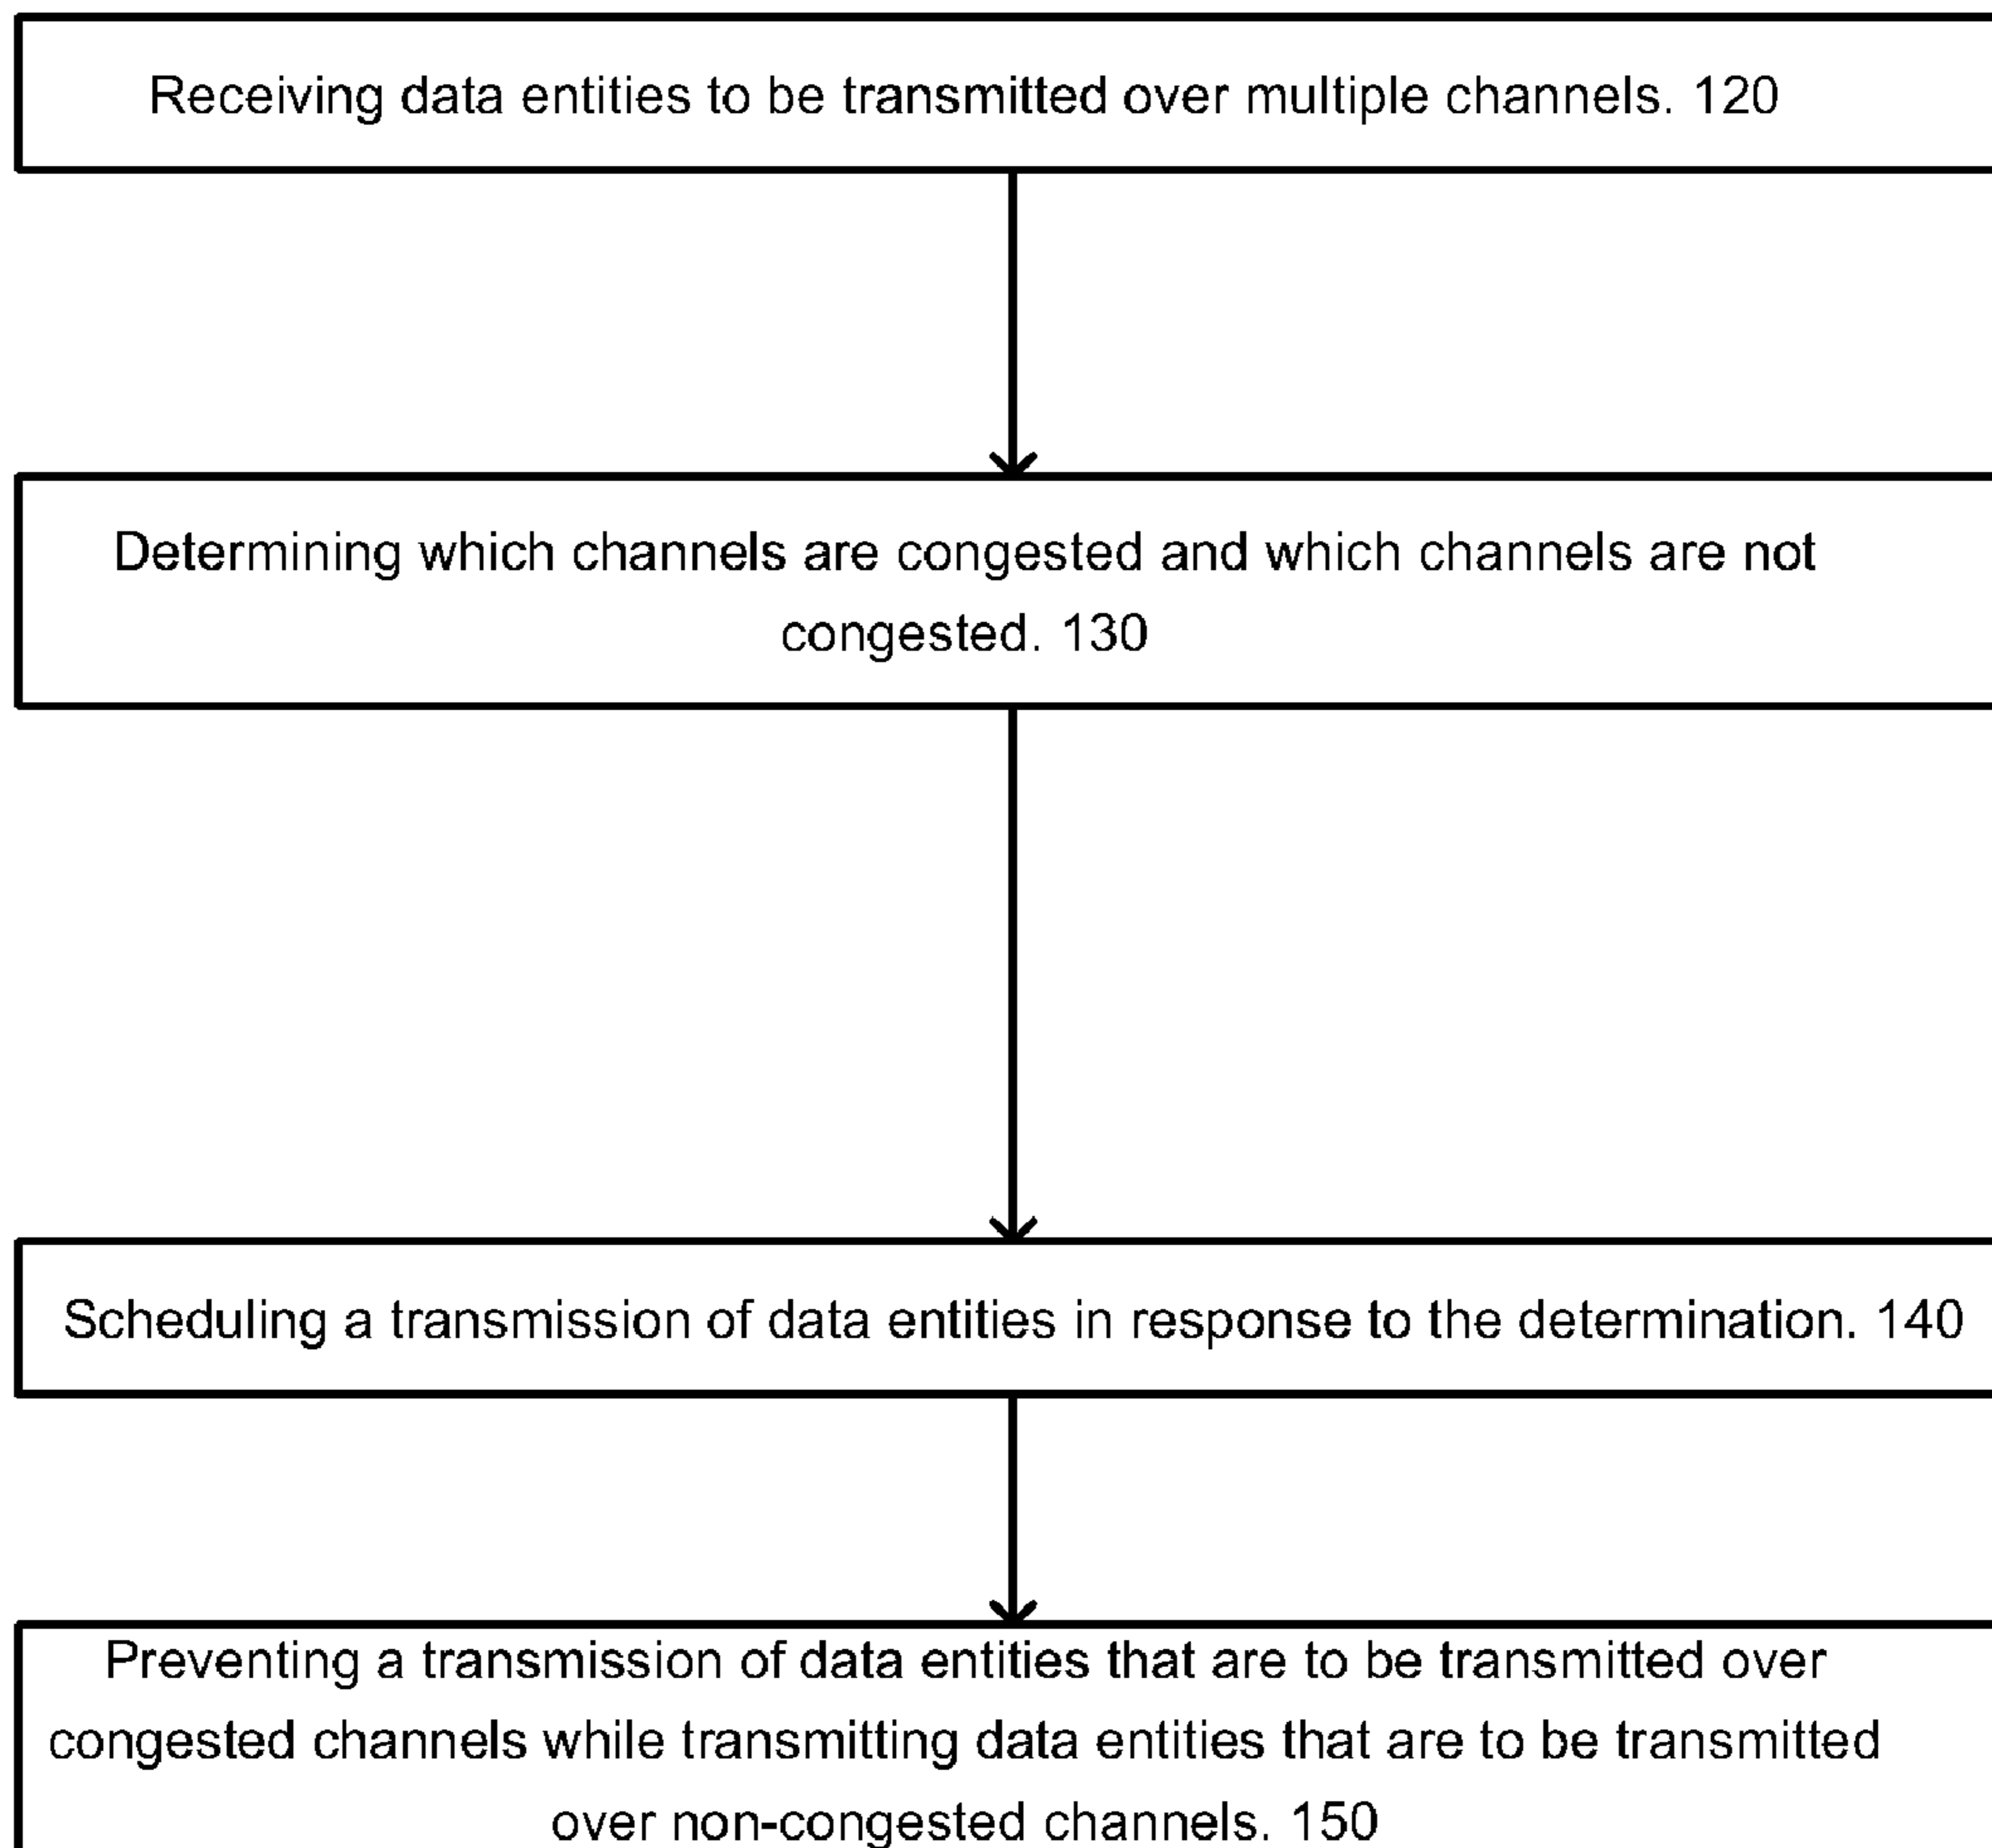 Receiving data entities to be transmitted over multiple channels. 120
Determining which channels are congested and which channels are not
congested. 130
Scheduling a transmission of data entities in response to the determination. 140
Preventing a transmission of data entities that are to be transmitted over
congested channels while transmitting data entities that are to be transmitted
over non-congested channels. 150